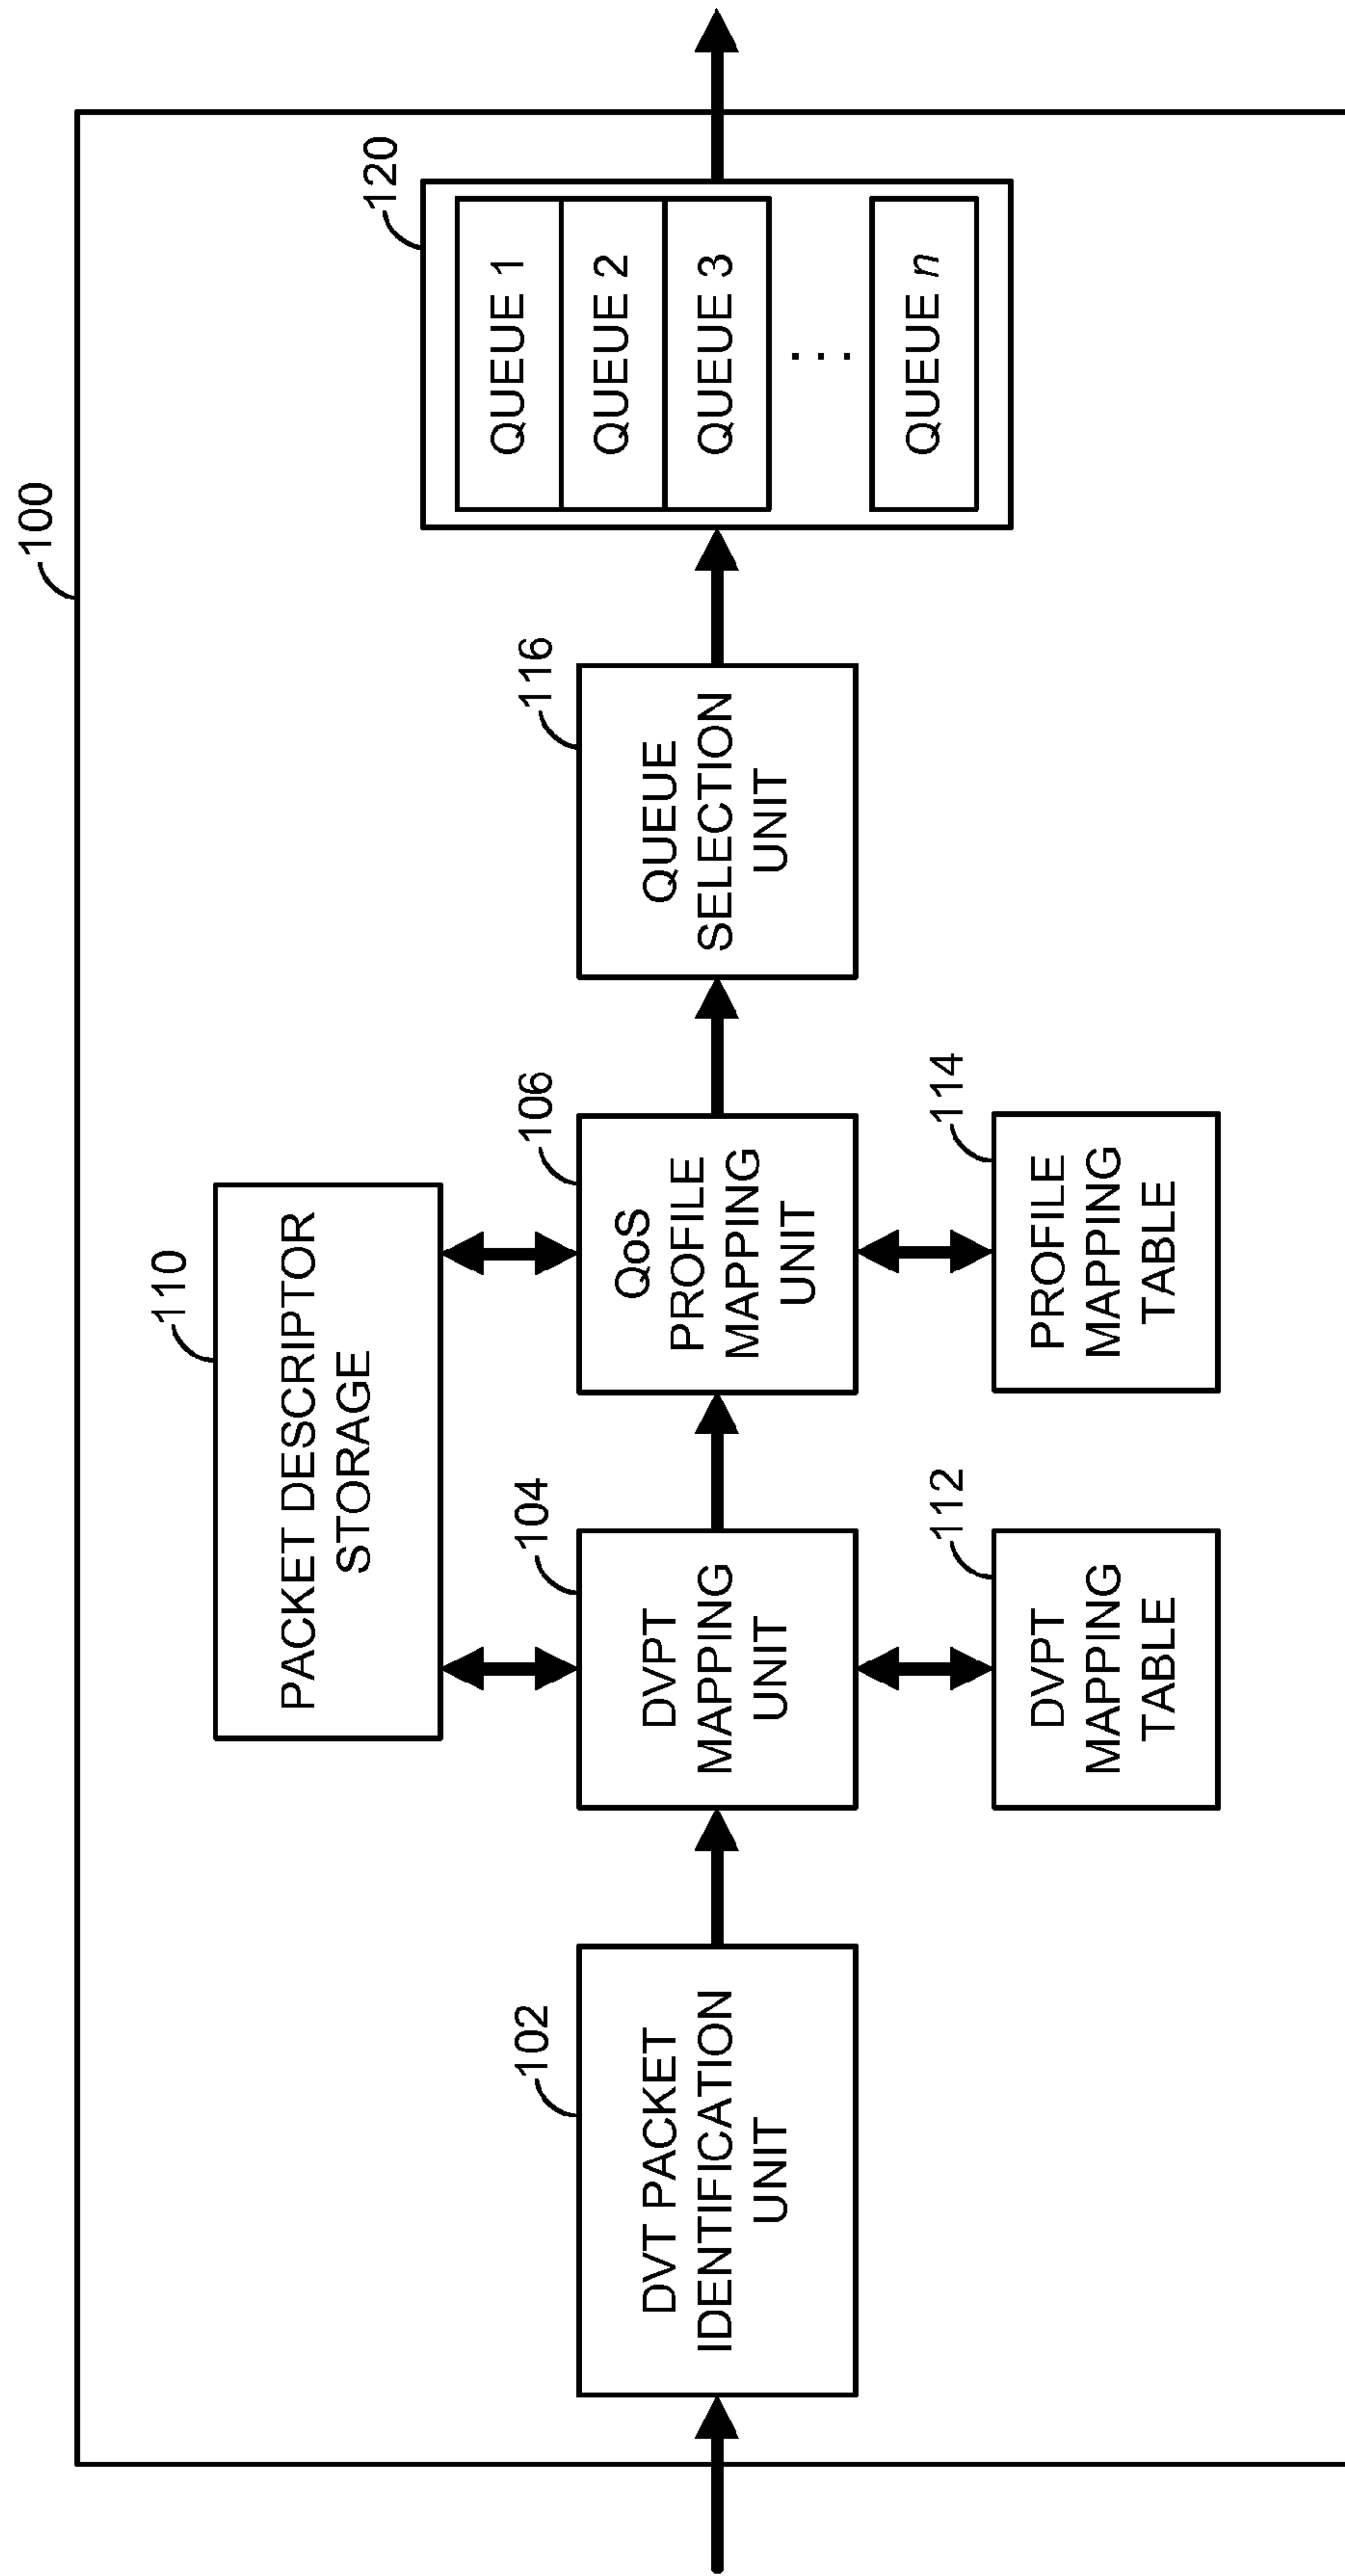 100
110
PACKET DESCRIPTOR
STORAGE
102
DVT PACKET
IDENTIFICATION
UNIT
104
DVPT
MAPPING
UNIT
106
QoS
PROFILE
MAPPING
UNIT
116
QUEUE
SELECTION
UNIT
120
QUEUE 1
QUEUE 2
QUEUE 3
...
QUEUE n
112
DVPT
MAPPING
TABLE
114
PROFILE
MAPPING
TABLE